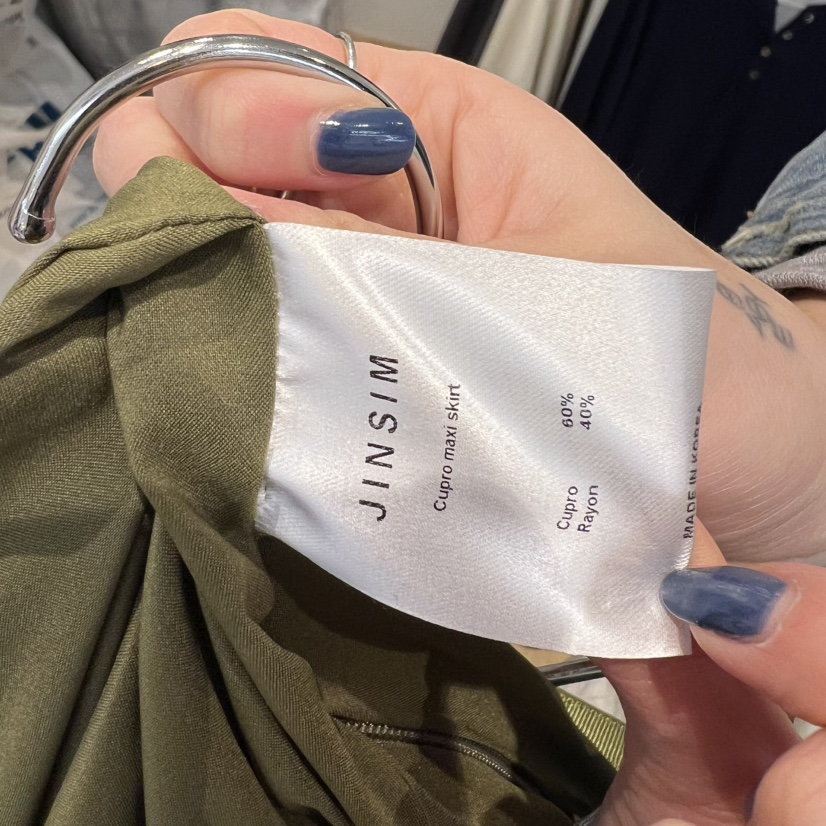 JINSIM
Cupro maxi skirt
Cupro 60%
Rayon 40%
MADE IN KOREA